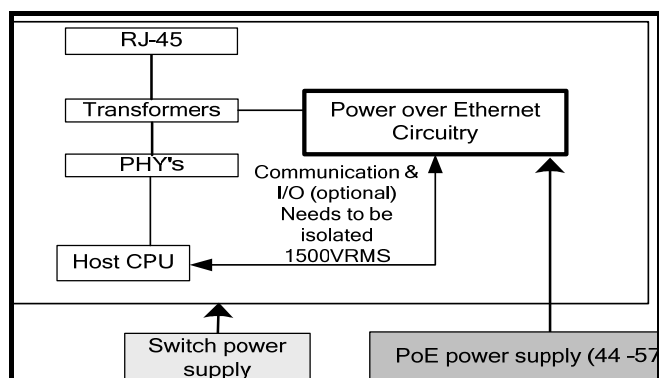 RJ-45
Transformers
Power over Ethernet
Circuitry
PHY's
Communication &
I/O (optional)
Needs to be
isolated
1500VRMS
Host CPU
Switch power
supply
PoE power supply (44 -57